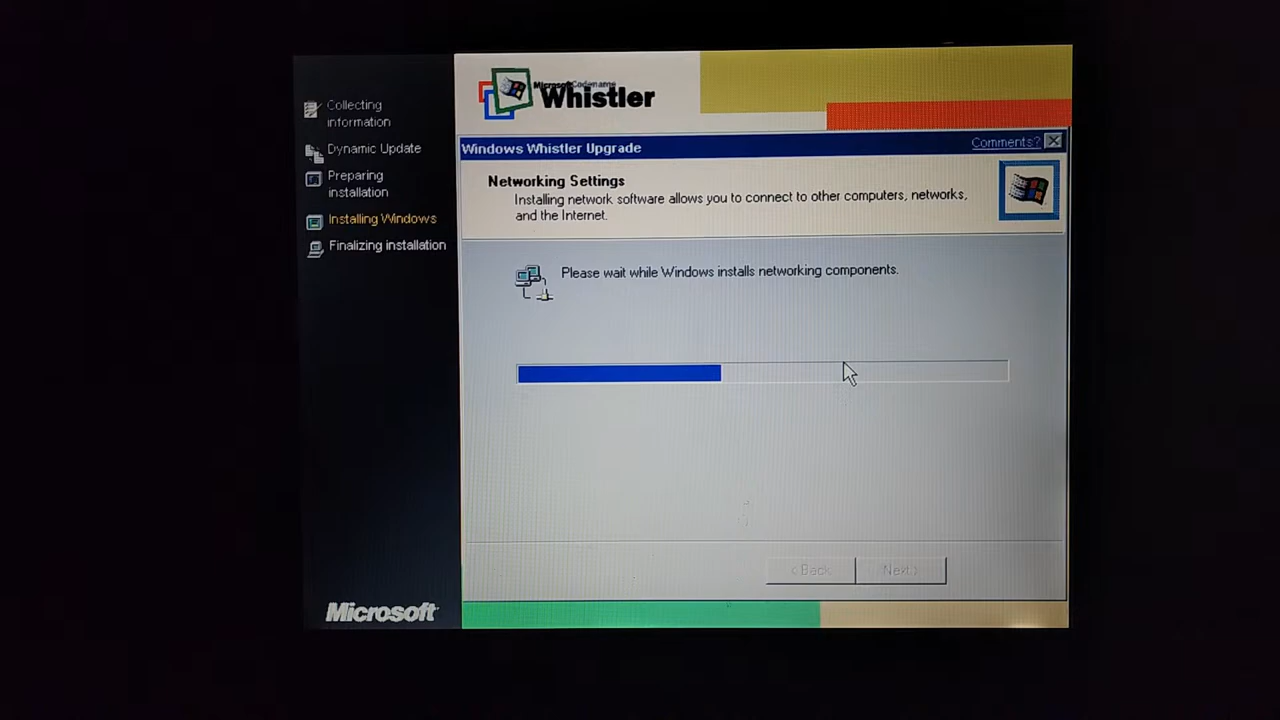 Collecting
information
Dynamic Update
Preparing
installation
Installing Windows
Finalizing installation
Microsoft
Microsoft Codename
Whistler
Windows Whistler Upgrade
Comments?
Networking Settings
Installing network software allows you to connect to other computers, networks,
and the Internet.
Please wait while Windows installs networking components.
< Back
Next >